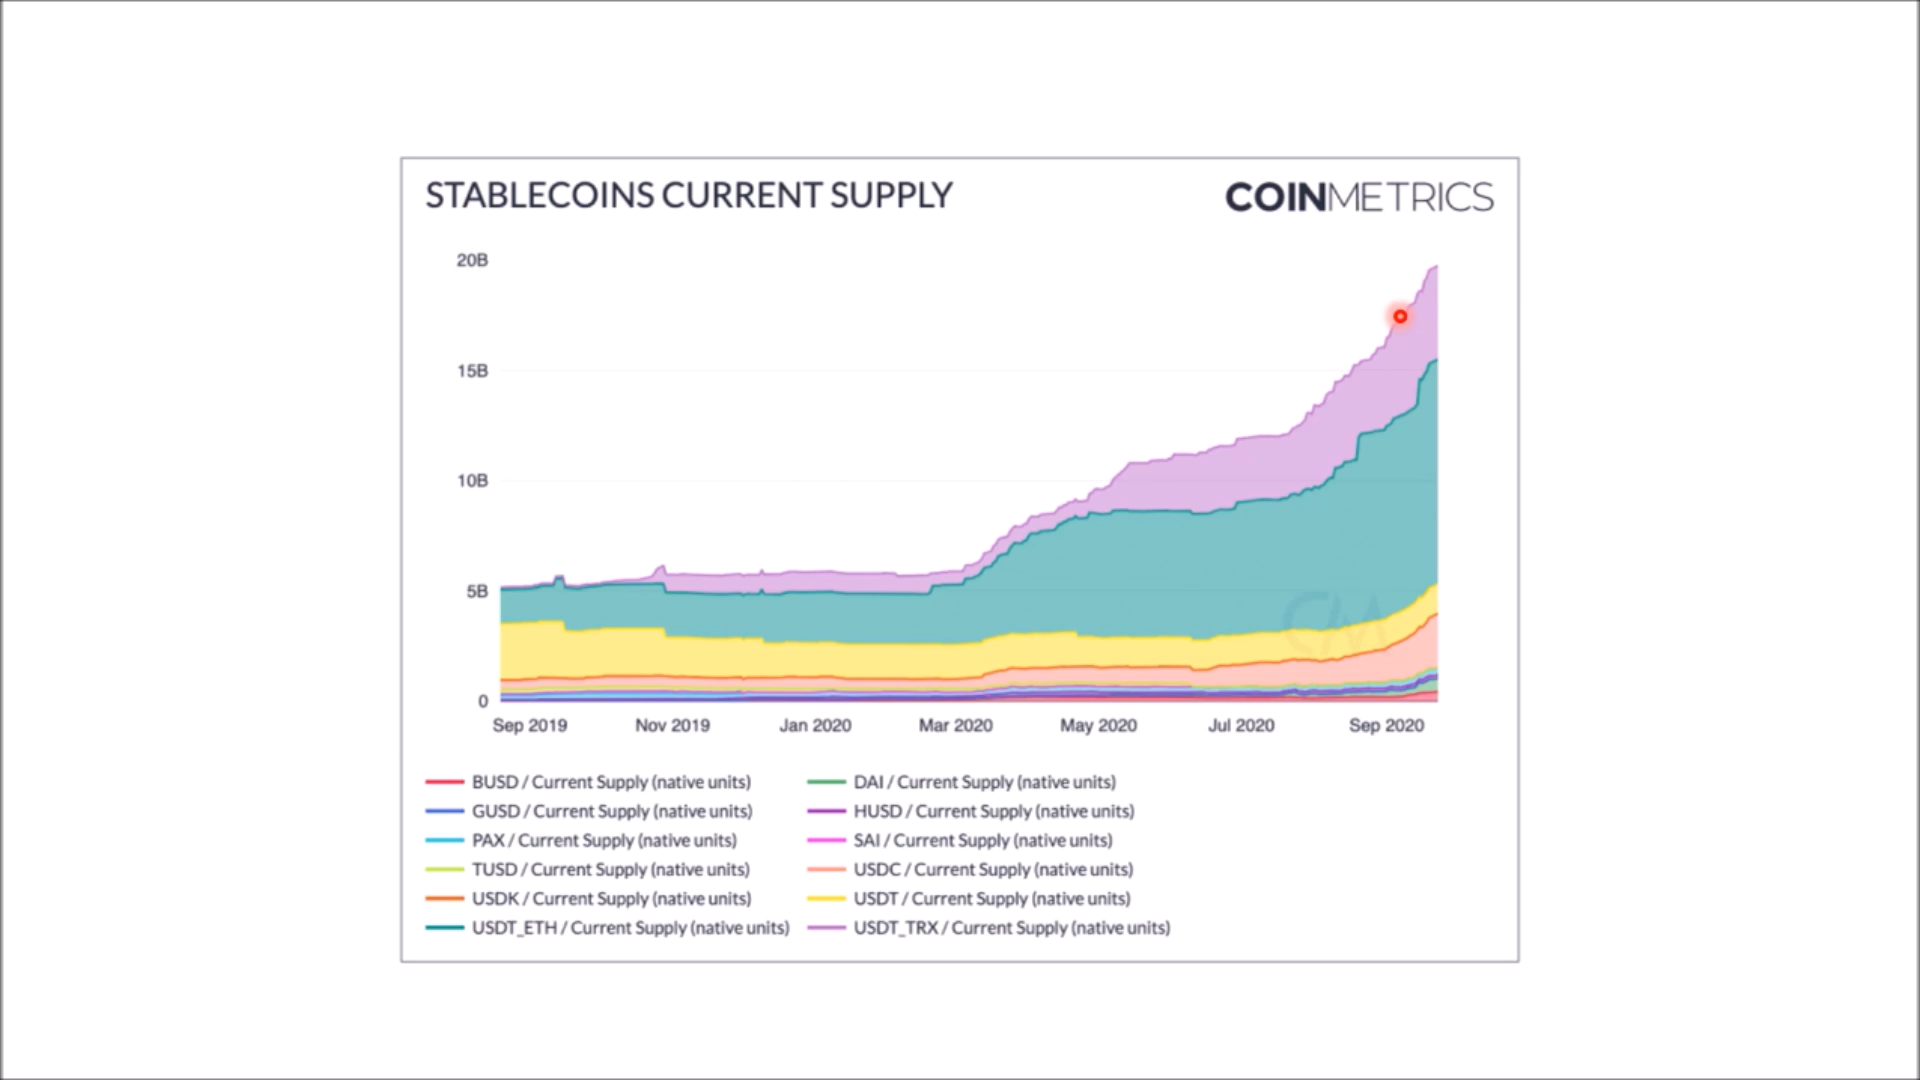 STABLECOINS CURRENT SUPPLY
COINMETRICS
20B
15B
10B
5B
0
CM
Sep 2019 Nov 2019 Jan 2020 Mar 2020 May 2020 Jul 2020 Sep 2020
BUSD / Current Supply (native units) DAI / Current Supply (native units)
GUSD / Current Supply (native units) HUSD / Current Supply (native units)
PAX / Current Supply (native units) SAI / Current Supply (native units)
TUSD / Current Supply (native units) USDC / Current Supply (native units)
USDK / Current Supply (native units) USDT / Current Supply (native units)
USDT_ETH / Current Supply (native units) USDT_TRX / Current Supply (native units)